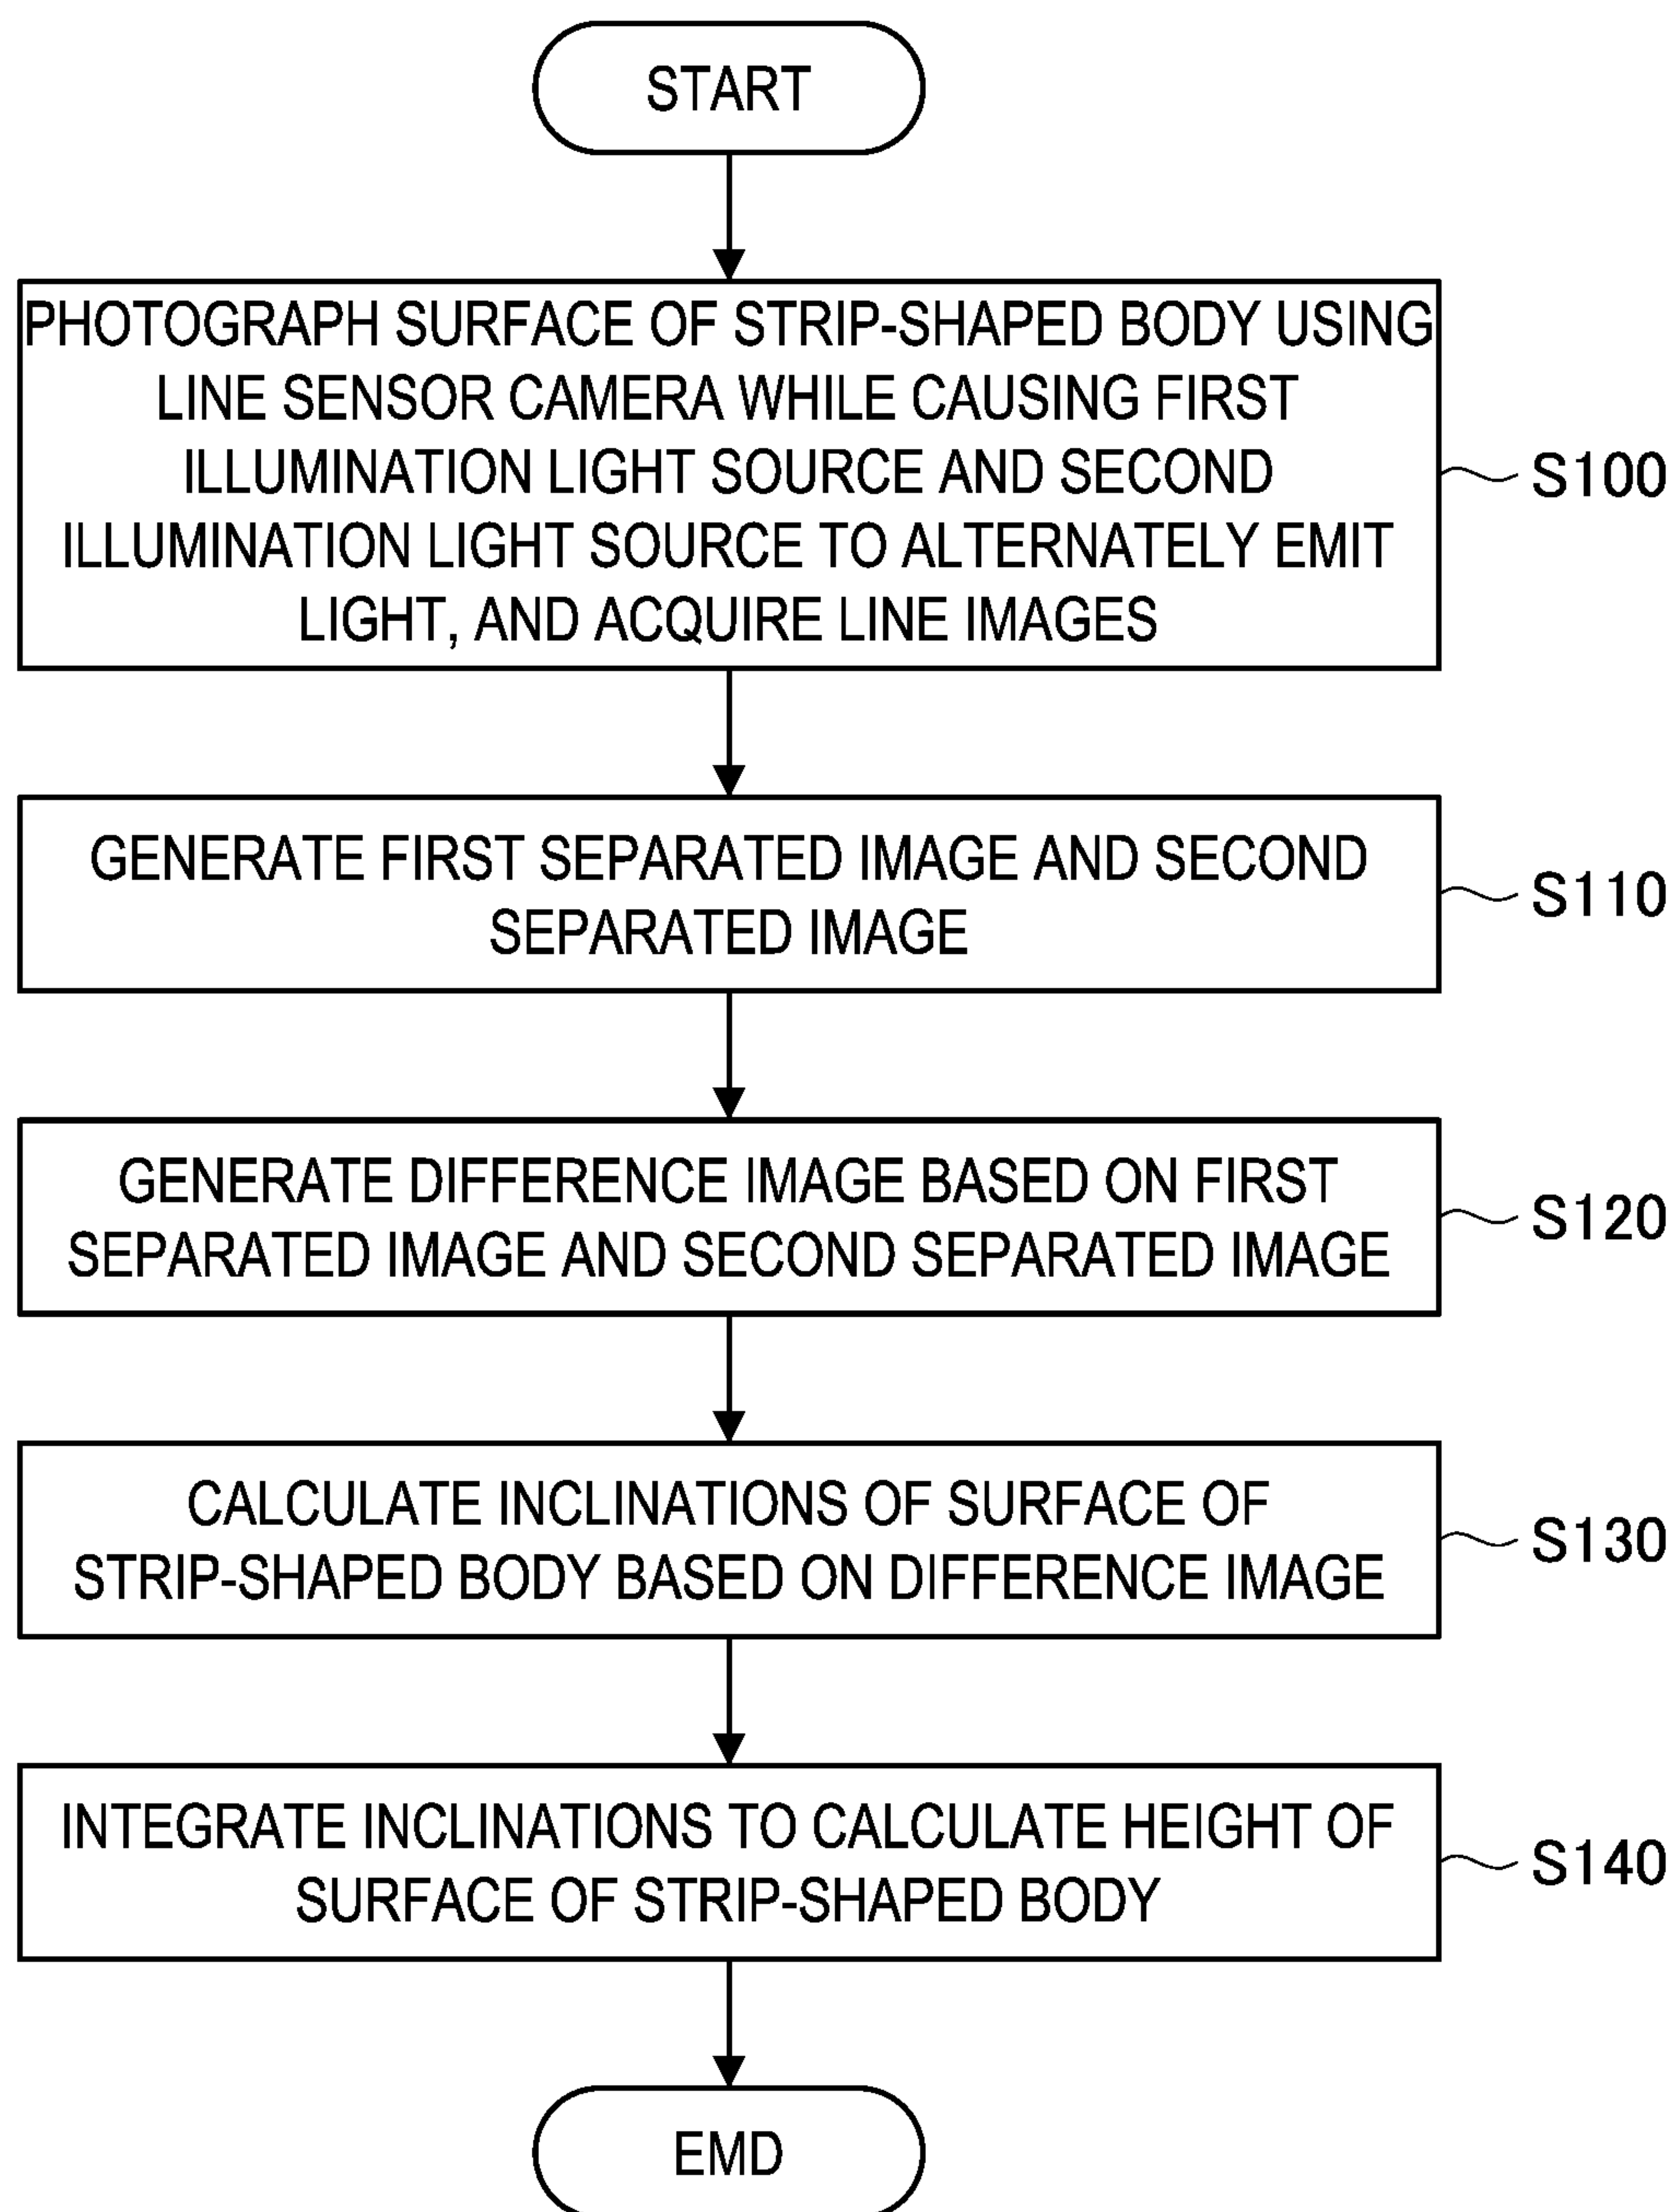 START
PHOTOGRAPH SURFACE OF STRIP-SHAPED BODY USING
LINE SENSOR CAMERA WHILE CAUSING FIRST
ILLUMINATION LIGHT SOURCE AND SECOND
ILLUMINATION LIGHT SOURCE TO ALTERNATELY EMIT
LIGHT, AND ACQUIRE LINE IMAGES
S100
GENERATE FIRST SEPARATED IMAGE AND SECOND
SEPARATED IMAGE
S110
GENERATE DIFFERENCE IMAGE BASED ON FIRST
SEPARATED IMAGE AND SECOND SEPARATED IMAGE
S120
CALCULATE INCLINATIONS OF SURFACE OF
STRIP-SHAPED BODY BASED ON DIFFERENCE IMAGE
S130
INTEGRATE INCLINATIONS TO CALCULATE HEIGHT OF
SURFACE OF STRIP-SHAPED BODY
S140
EMD